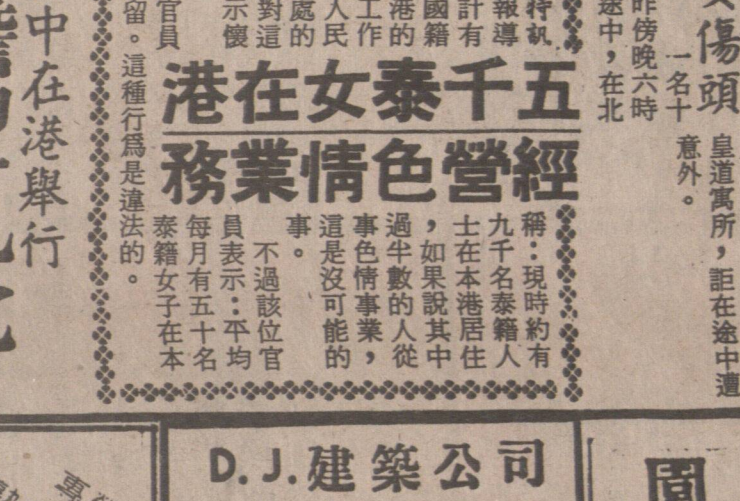 傷頭
一名十
昨傍晚六時
途中，在北
皇道寓所，詎在途中遭
意外。
五千泰女在港
經營色情業務
特訊
報導
計有
國籍
港的
工作
人民
處的
對這
示懷
官員
稱：現時約有
九千名泰籍人
士在本港居住
，如果說其中
過半數的人從
事色情事業，
這是沒可能的
事。
不過該位官
員表示：平均
每月有五十名
泰籍女子在本
留。這種行爲是違法的。
中在港舉行
D.J.建築公司
專